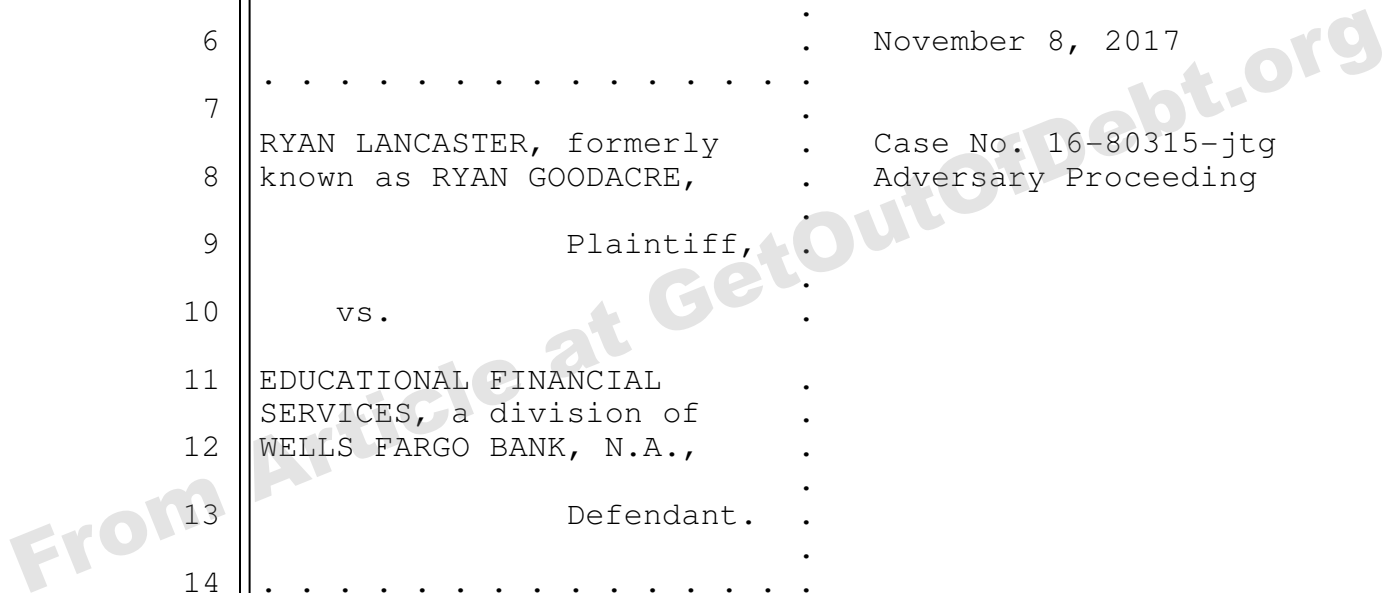 .
6 . November 8, 2017
. . . . . . . . . . . . . . .
7 .
RYAN LANCASTER, formerly . Case No. 16-80315-jtg
8 known as RYAN GOODACRE, . Adversary Proceeding
.
9 Plaintiff, .
.
10 vs. .
11 EDUCATIONAL FINANCIAL .
SERVICES, a division of .
12 WELLS FARGO BANK, N.A., .
.
13 Defendant. .
.
14 . . . . . . . . . . . . . . .
From Article at GetOutOfDebt.org